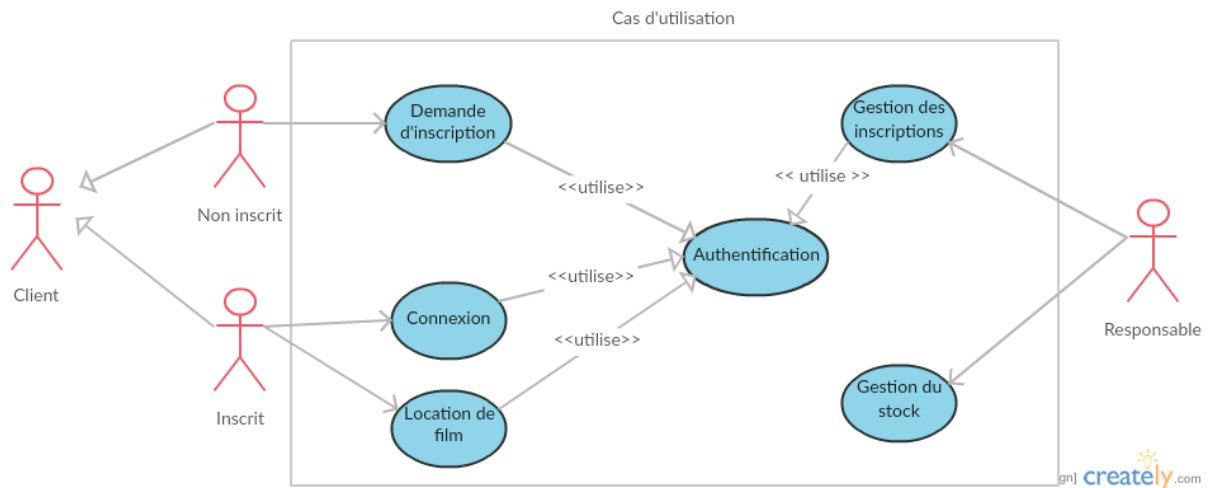 Cas d'utilisation
Demande
d'inscription
Gestion des
inscriptions
<<utilise>>
<< utilise >>
Non inscrit
Authentification
Client
<<utilise>>
Connexion
<<utilise>>
Responsable
Inscrit
Location de
film
Gestion du
stock
gn] creately.com